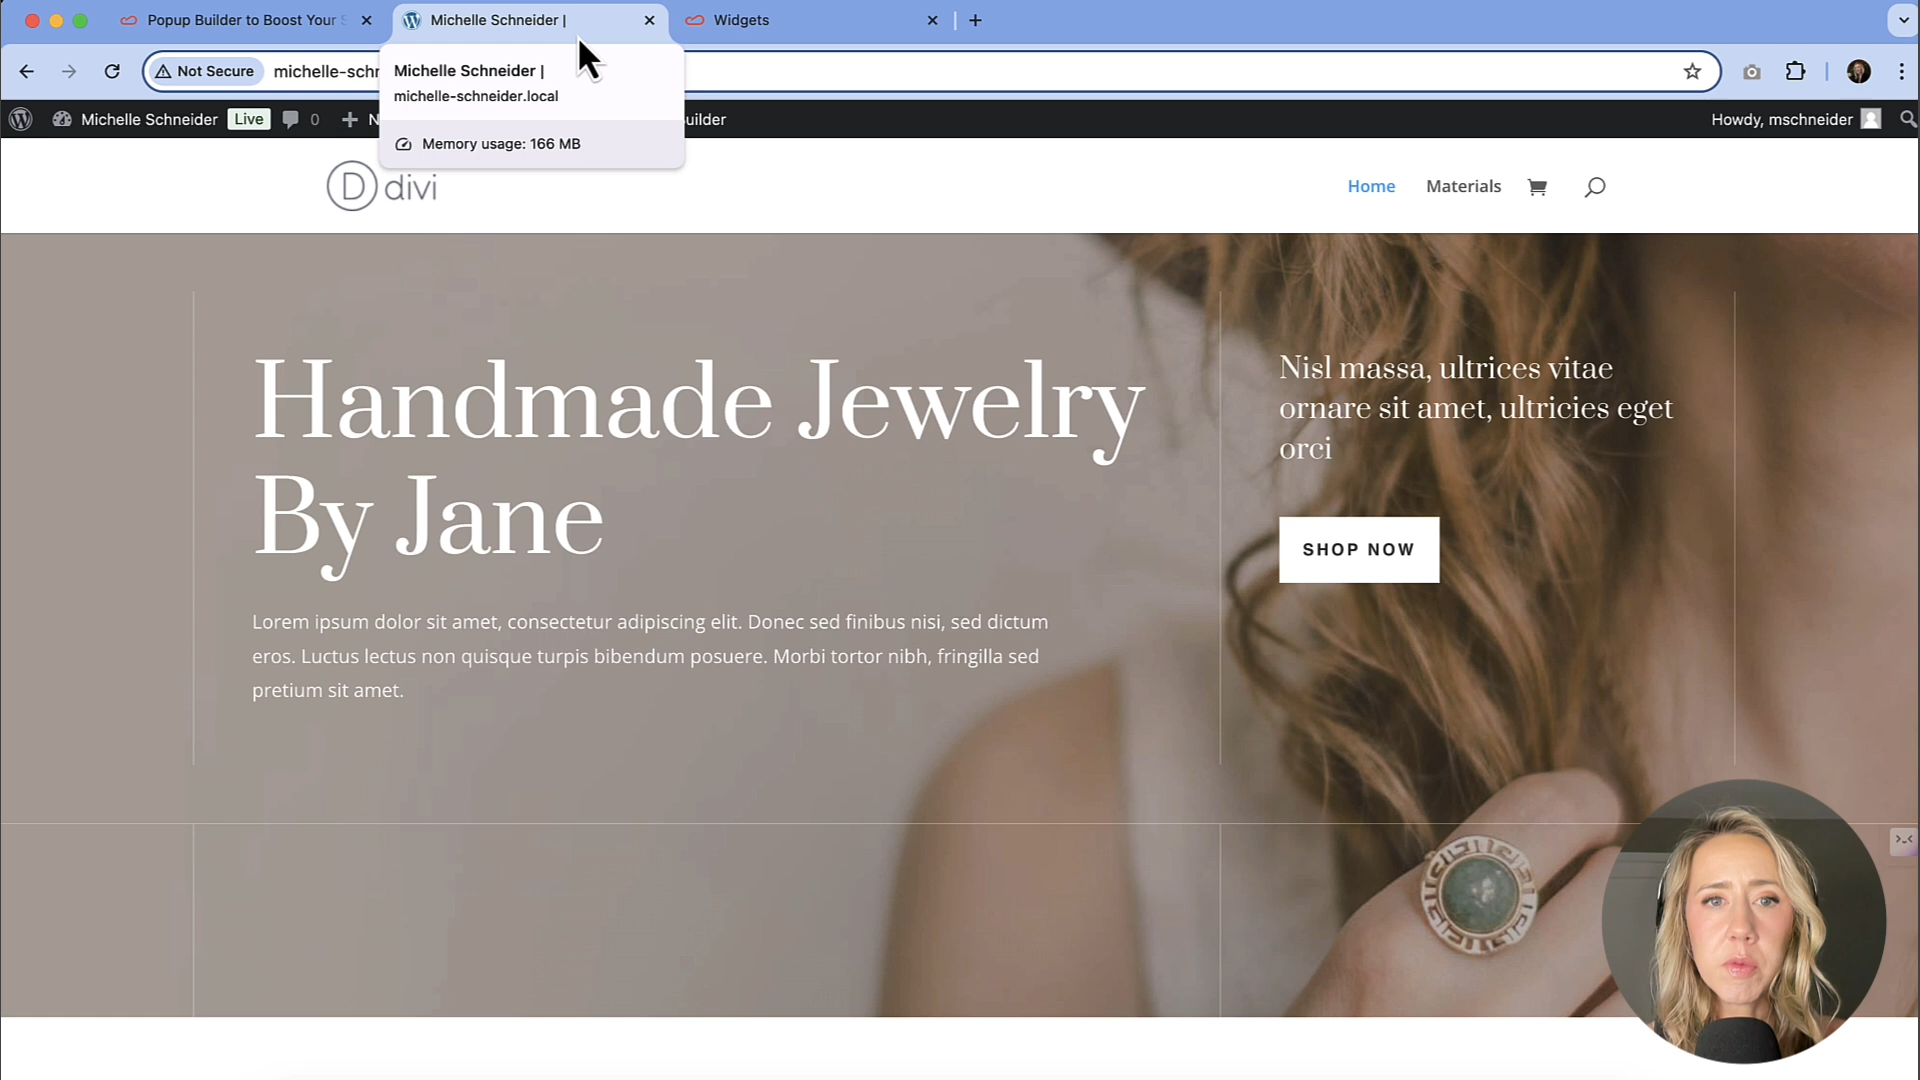 Popup Builder to Boost Your S
Michelle Schneider |
Widgets
Not Secure
michelle-schn
Michelle Schneider |
michelle-schneider.local
Memory usage: 166 MB
Michelle Schneider
Live
0
N
uilder
Howdy, mschneider
D divi
Home
Materials
Handmade Jewelry
By Jane
Nisl massa, ultrices vitae
ornare sit amet, ultricies eget
orci
SHOP NOW
Lorem ipsum dolor sit amet, consectetur adipiscing elit. Donec sed finibus nisi, sed dictum
eros. Luctus lectus non quisque turpis bibendum posuere. Morbi tortor nibh, fringilla sed
pretium sit amet.